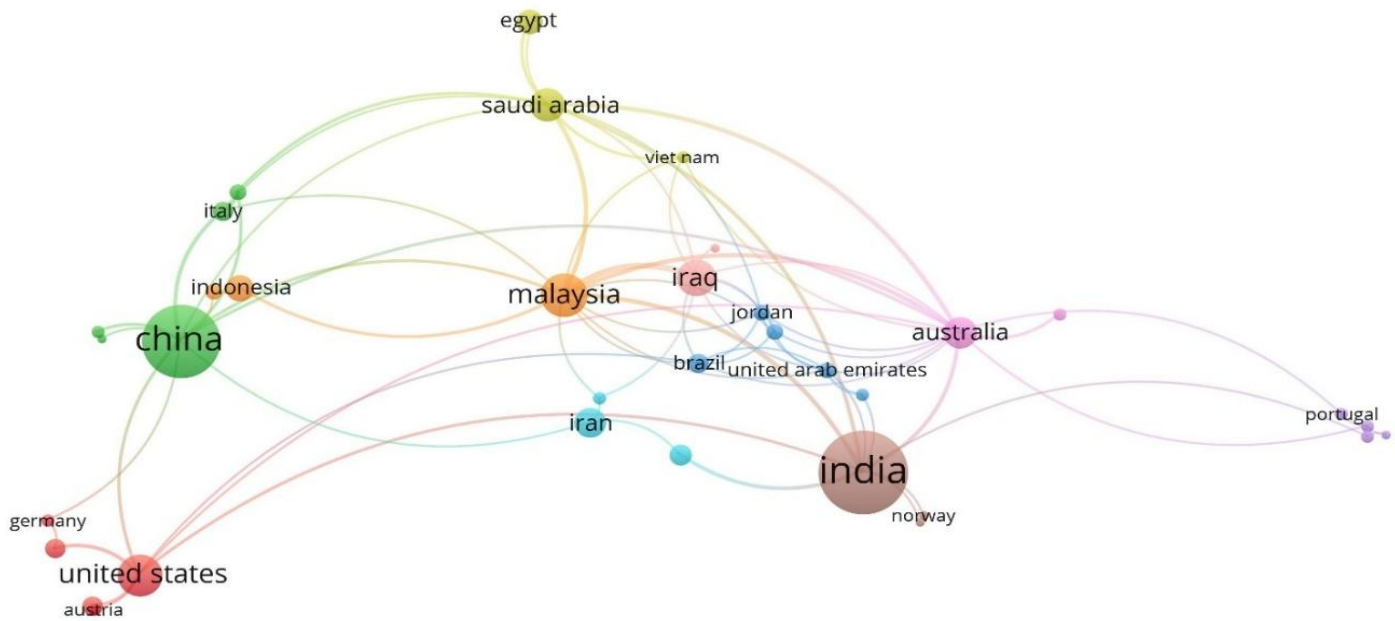 egypt
saudi arabia
viet nam
italy
iraq
indonesia
malaysia
jordan
china
australia
brazil
united arab emirates
portugal
iran
india
norway
germany
united states
austria